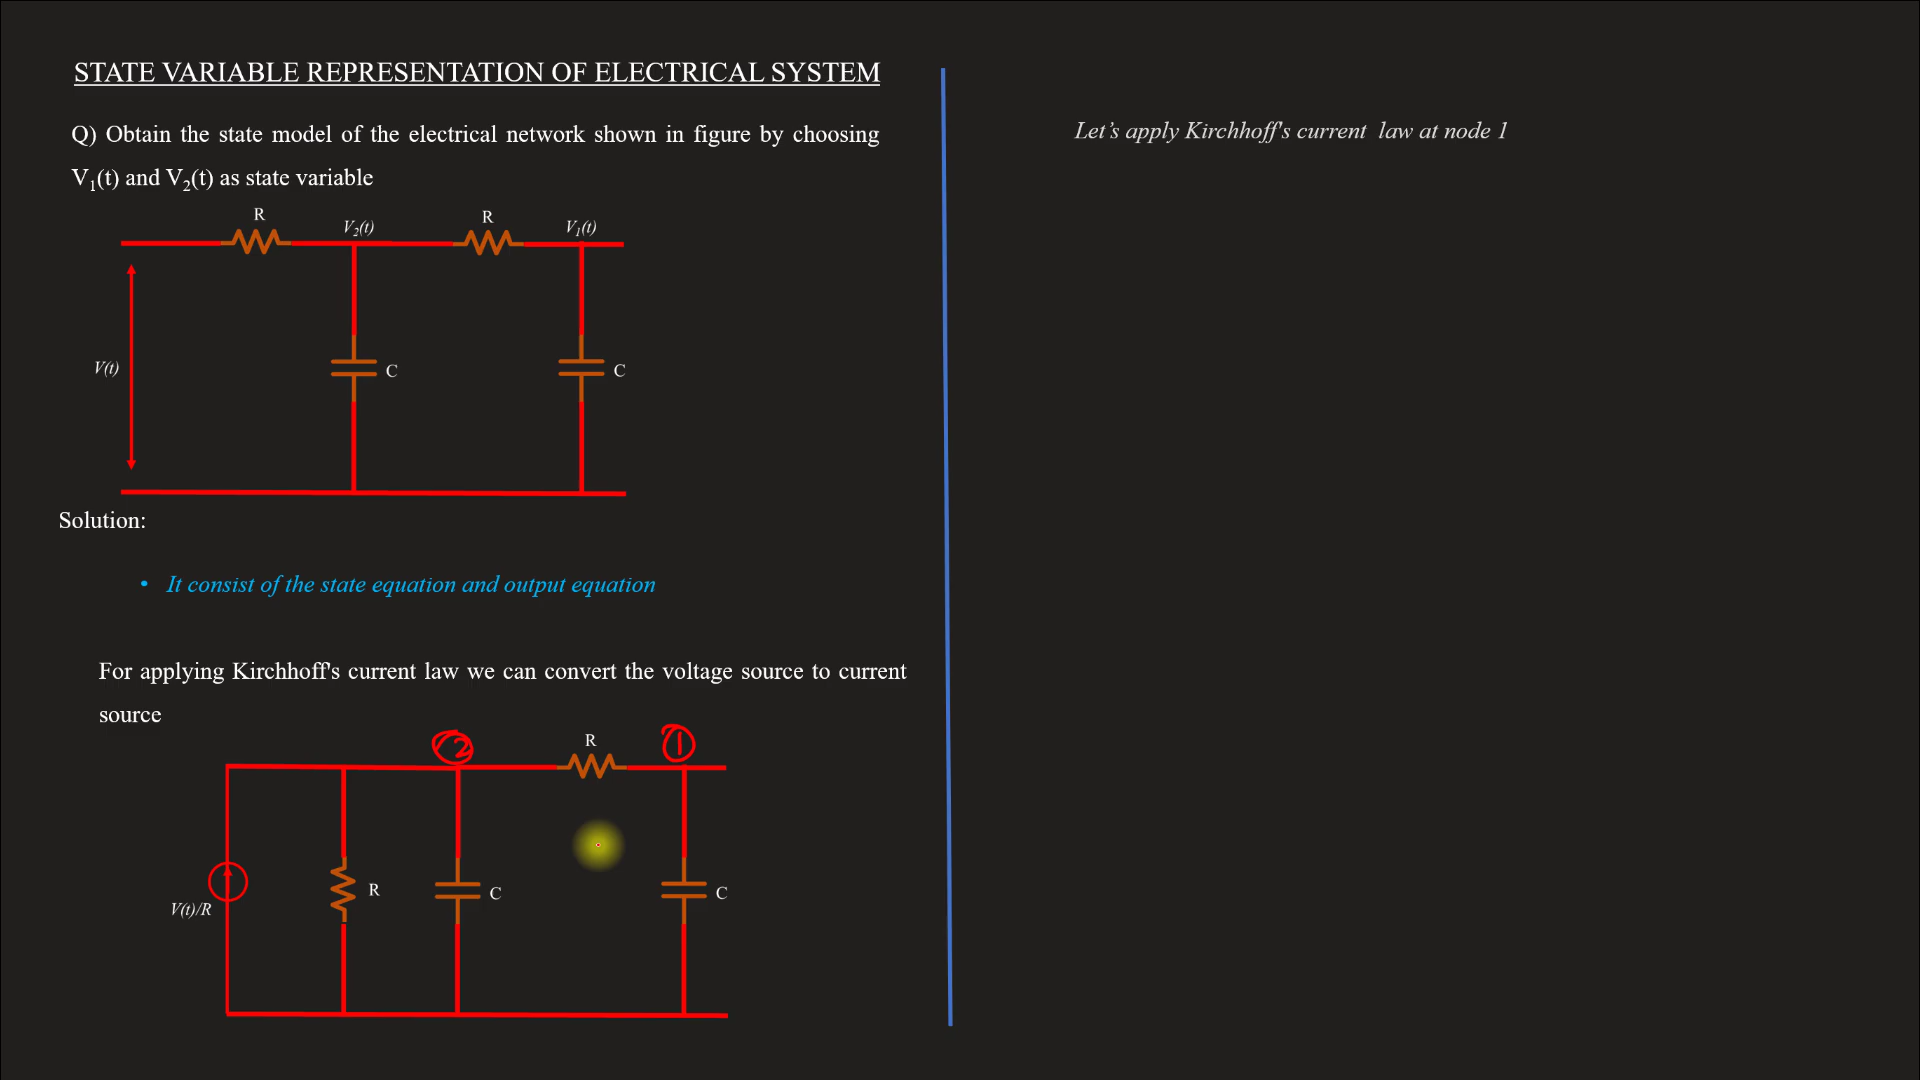 STATE VARIABLE REPRESENTATION OF ELECTRICAL SYSTEM
Q) Obtain the state model of the electrical network shown in figure by choosing
V₁(t) and V₂(t) as state variable
R
V₂(t)
R
V₁(t)
V(t)
C
C
Solution:
• It consist of the state equation and output equation
For applying Kirchhoff's current law we can convert the voltage source to current
source
2
R
1
V(t)/R
R
C
C
Let’s apply Kirchhoff's current law at node 1